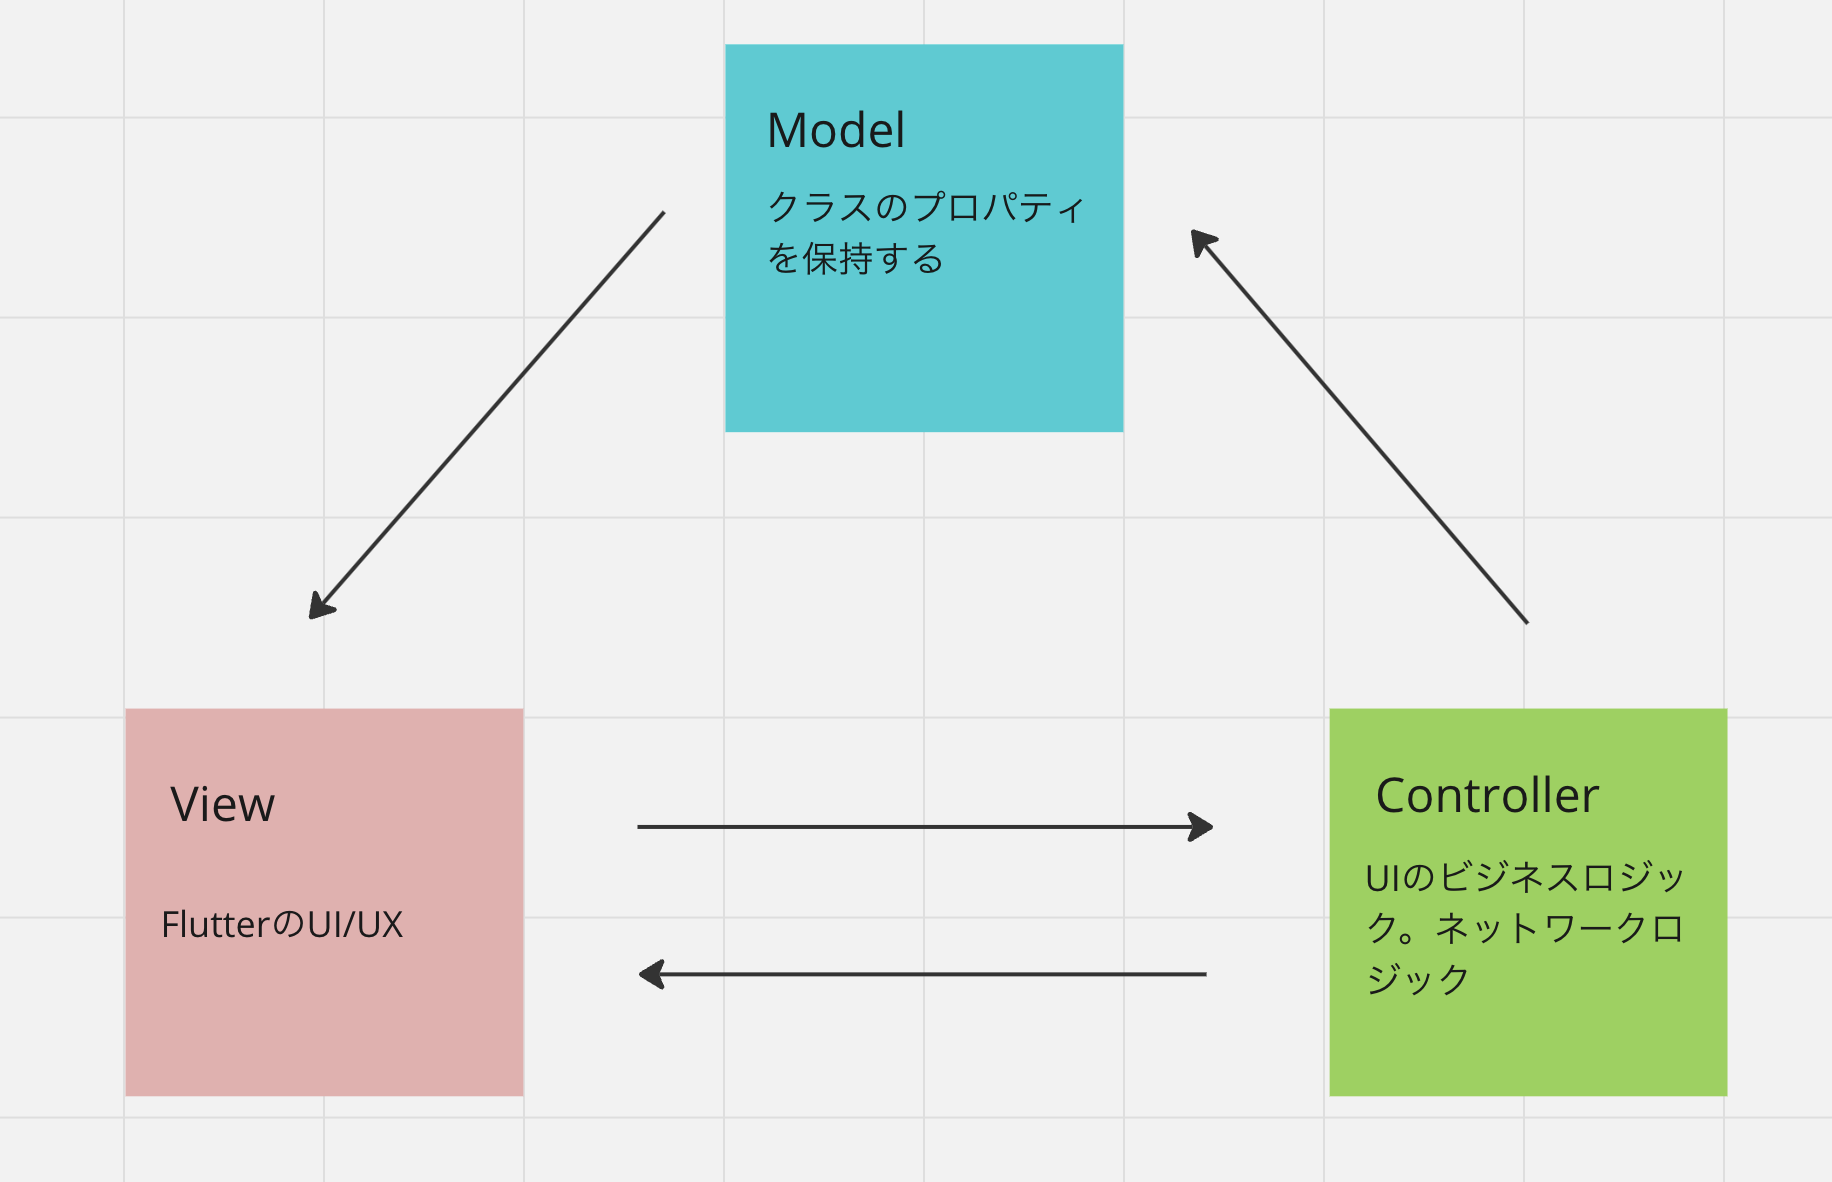 Model
クラスのプロパティ
を保持する
View
FlutterのUI/UX
Controller
UIのビジネスロジッ
ク。ネットワークロ
ジック